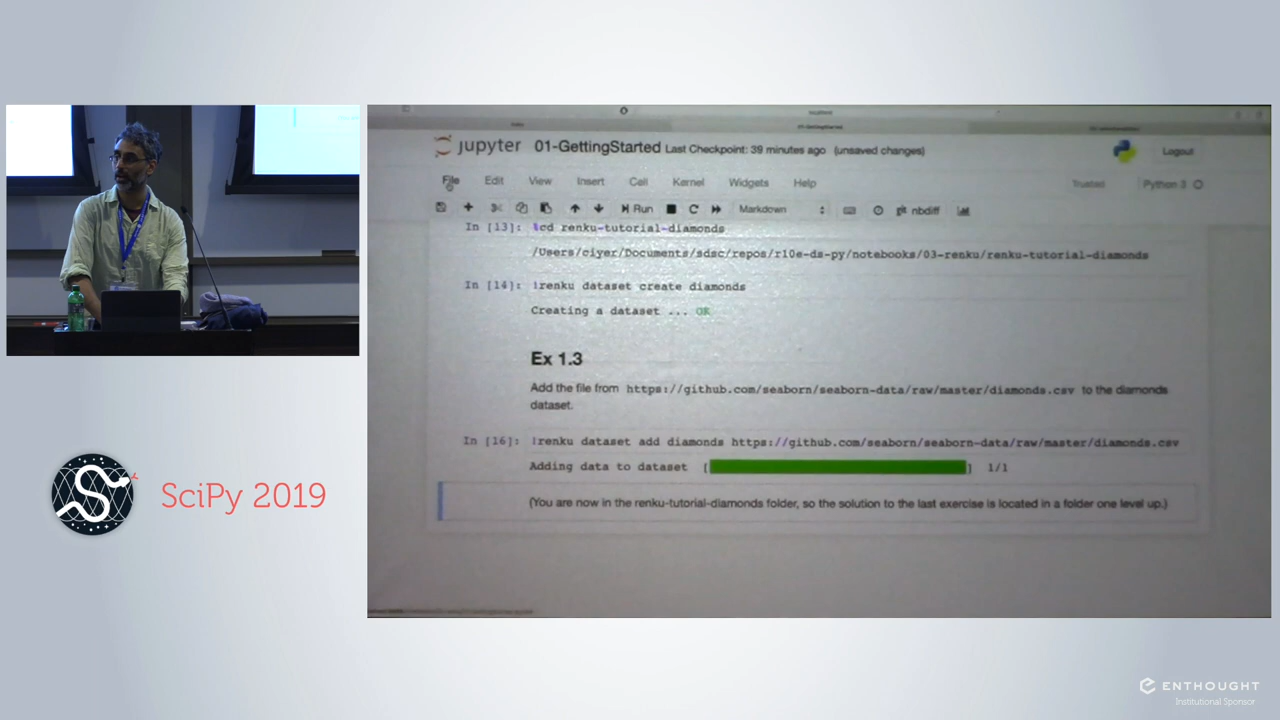 jupyter 01-GettingStarted Last Checkpoint: 39 minutes ago (unsaved changes)
Logout
File Edit View Insert Cell Kernel Widgets Help
Trusted
Python 3
Run
Markdown
nbdiff
In [13]: %cd renku-tutorial-diamonds
/Users/ciyer/Documents/sdsc/repos/r10e-ds-py/notebooks/03-renku/renku-tutorial-diamonds
In [14]: !renku dataset create diamonds
Creating a dataset ... OK
Ex 1.3
Add the file from https://github.com/seaborn/seaborn-data/raw/master/diamonds.csv to the diamonds
dataset.
In [16]: !renku dataset add diamonds https://github.com/seaborn/seaborn-data/raw/master/diamonds.csv
Adding data to dataset [ ] 1/1
(You are now in the renku-tutorial-diamonds folder, so the solution to the last exercise is located in a folder one level up.)
SciPy 2019
ENTHOUGHT
Institutional Sponsor